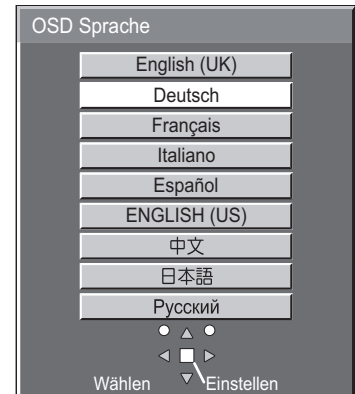 OSD Sprache
English (UK)
Deutsch
Français
Italiano
Español
ENGLISH (US)
中文
日本語
Русский
Wählen Einstellen